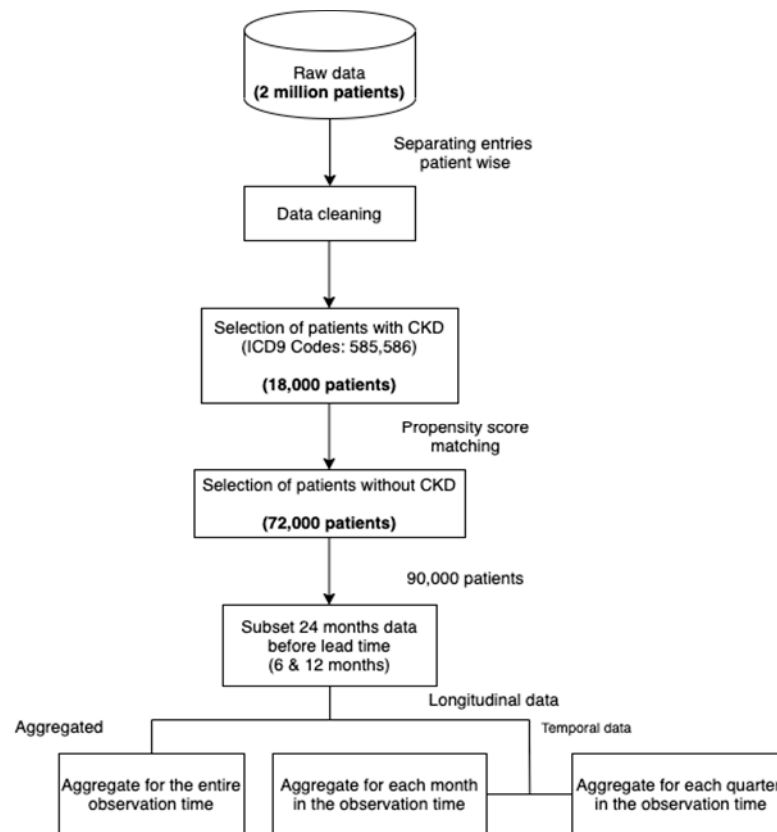 Raw data
(2 million patients)
Separating entries
patient wise
Data cleaning
Selection of patients with CKD
(ICD9 Codes: 585,586)
(18,000 patients)
Propensity score
matching
Selection of patients without CKD
(72,000 patients)
90,000 patients
Subset 24 months data
before lead time
(6 & 12 months)
Longitudinal data
Aggregated
Temporal data
Aggregate for the entire
observation time
Aggregate for each month
in the observation time
Aggregate for each quarter
in the observation time